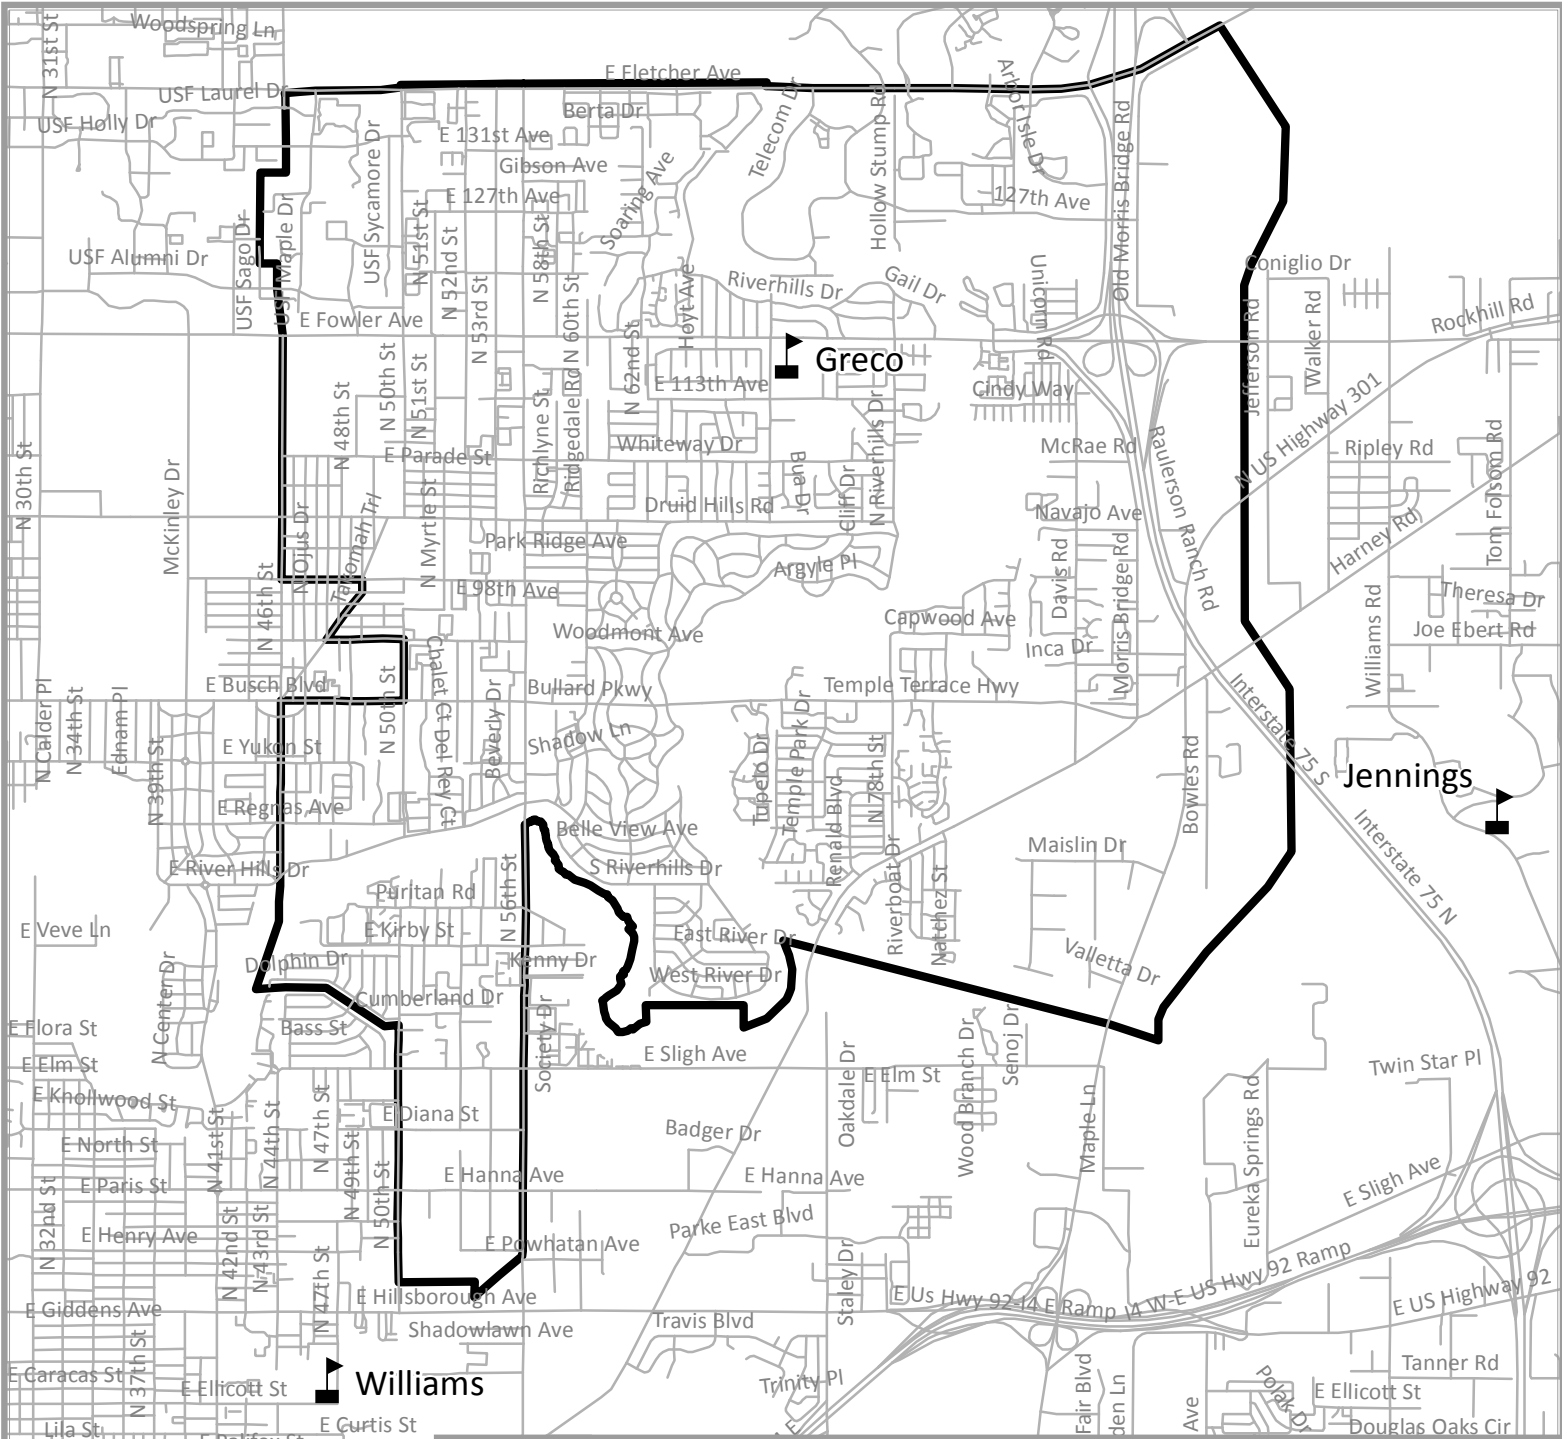 Woodspring Ln
N 31st St
E Fletcher Ave
USF Laurel Dr
USF Holly Dr
Berta Dr
E 131st Ave
Gibson Ave
E 127th Ave
Telecom Dr
Hollow Stump Rd
Arbor Isle Dr
Old Morris Bridge Rd
127th Ave
USF Sycamore Dr
Soaring Ave
USF Alumni Dr
USF Sago Dr
USF Maple Dr
N 51st St
N 52nd St
N 53rd St
N 58th St
N 60th St
Hoyt Ave
Riverhills Dr
Gail Dr
Unicorn Rd
Coniglio Dr
Walker Rd
Rockhill Rd
Jefferson Rd
E Fowler Ave
Greco
N 62nd St
E 113th Ave
Cindy Way
N 50th St
N 51st St
N 48th St
Richlyne St
Ridgedale Rd
Whiteway Dr
E Parade St
McRae Rd
Raulerson Ranch Rd
N US Highway 301
Ripley Rd
Tom Folsom Rd
N 30th St
McKinley Dr
N Ojus Dr
Takomah Trl
N Myrtle St
Druid Hills Rd
Bna Dr
Cliff Dr
N Riverhills Dr
Navajo Ave
Harney Rd
Park Ridge Ave
Argyle Pl
Davis Rd
Morris Bridge Rd
N 46th St
E 98th Ave
Woodmont Ave
Capwood Ave
Inca Dr
Theresa Dr
Joe Ebert Rd
Williams Rd
E Busch Blvd
Bullard Pkwy
Temple Terrace Hwy
N Calder Pl
N 34th St
Ednam Pl
N 39th St
E Yukon St
N 50th St
Chalet Ct
Del Rey Ct
Beverly Dr
Shadow Ln
Tupelo Dr
Temple Park Dr
Renald Blvd
N 78th St
Interstate 75 S
Jennings
Bowles Rd
E Regnas Ave
Belle View Ave
S Riverhills Dr
E River Hills Dr
Maislin Dr
Interstate 75 N
Puritan Rd
N 56th St
Riverboat Dr
Natchez St
E Veve Ln
E Kirby St
East River Dr
Kenny Dr
West River Dr
Valletta Dr
Dolphin Dr
Cumberland Dr
N Center Dr
E Flora St
Bass St
Society Dr
E Sligh Ave
Oakdale Dr
Wood Branch Dr
Senoj Dr
E Elm St
E Elm St
Twin Star Pl
E Knollwood St
N 41st St
N 44th St
N 47th St
E Diana St
Badger Dr
Maple Ln
Eureka Springs Rd
E North St
N 49th St
N 50th St
E Hanna Ave
E Hanna Ave
E Sligh Ave
E Paris St
N 32nd St
E Henry Ave
N 42nd St
N 43rd St
Parke East Blvd
E Powhatan Ave
Staley Dr
E Us Hwy 92-I4 E Ramp
I4 W-E US Hwy 92 Ramp
E US Highway 92
E Giddens Ave
N 47th St
E Hillsborough Ave
Shadowlawn Ave
Travis Blvd
N 37th St
E Caracas St
E Ellicott St
Williams
Trinity Pl
Fair Blvd
den Ln
Ave
Polak Dr
Tanner Rd
E Ellicott St
Lila St
E Curtis St
Douglas Oaks Cir